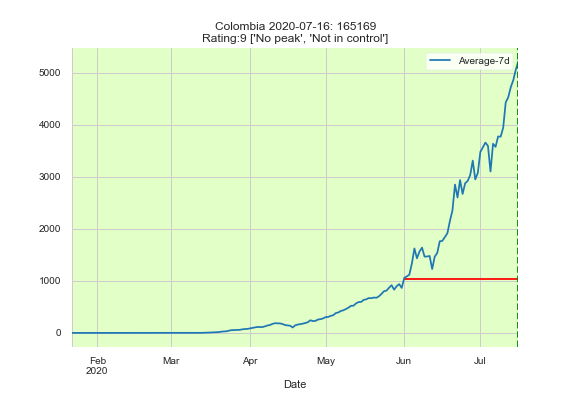 Colombia 2020-07-16: 165169
Rating:9 ['No peak', 'Not in control']
Average-7d
5000
4000
3000
2000
1000
0
Feb Mar Apr May Jun Jul
2020
Date